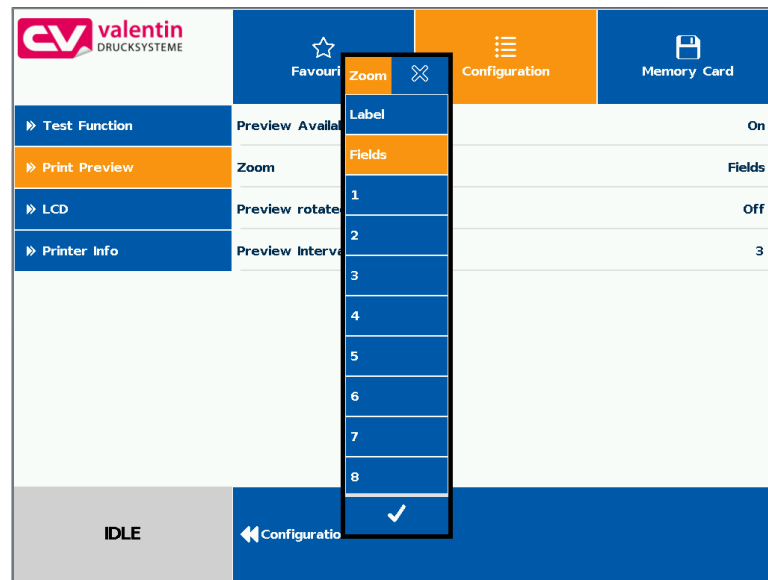 valentin
DRUCKSYSTEME
Favouri
Configuration
Memory Card
Zoom
Label
Fields
1
2
3
4
5
6
7
8
Test Function
Print Preview
LCD
Printer Info
Preview Availal
On
Zoom
Fields
Preview rotate
Off
Preview Interva
3
IDLE
Configuratio